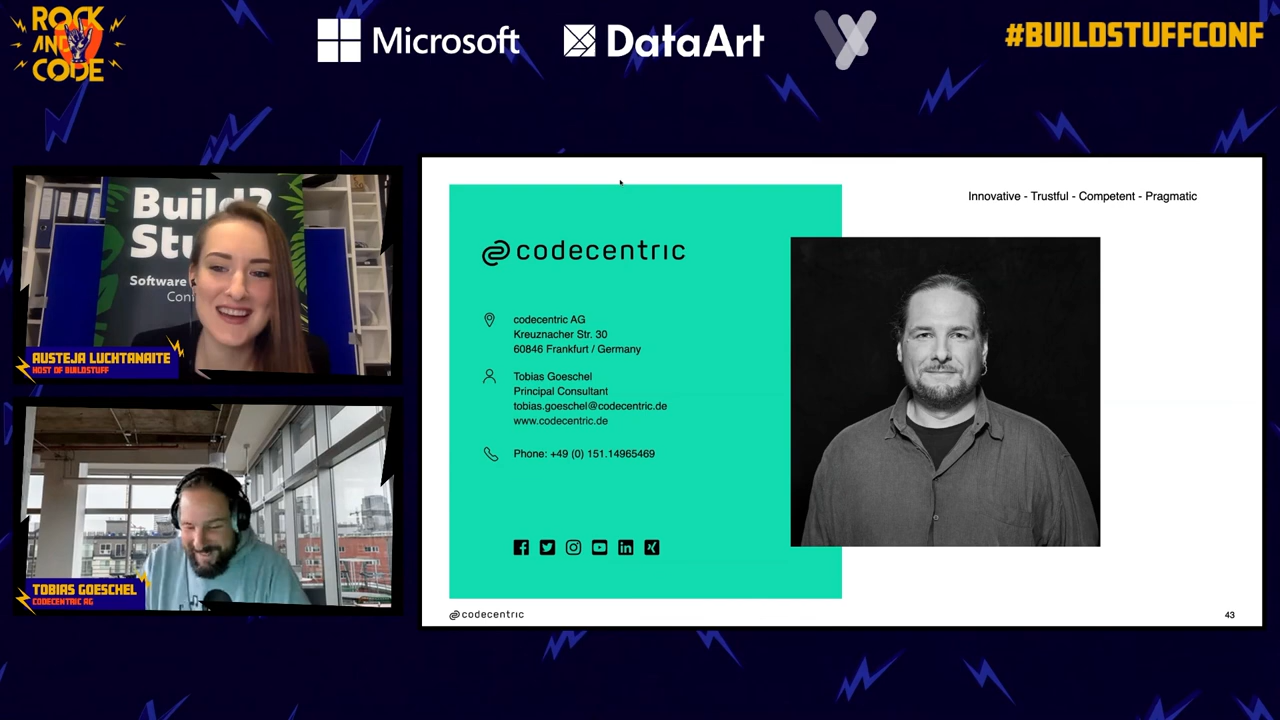 ROCK
AND
CODE
Microsoft
DataArt
#BUILDSTUFFCONF
Build?
Software
AUSTEJA LUCHTANAITE
HOST OF BUILDSTUFF
TOBIAS GOESCHEL
CODECENTRIC AG
Innovative - Trustful - Competent - Pragmatic
codecentric
codecentric AG
Kreuznacher Str. 30
60846 Frankfurt / Germany
Tobias Goeschel
Principal Consultant
tobias.goeschel@codecentric.de
www.codecentric.de
Phone: +49 (0) 151.14965469
codecentric
43